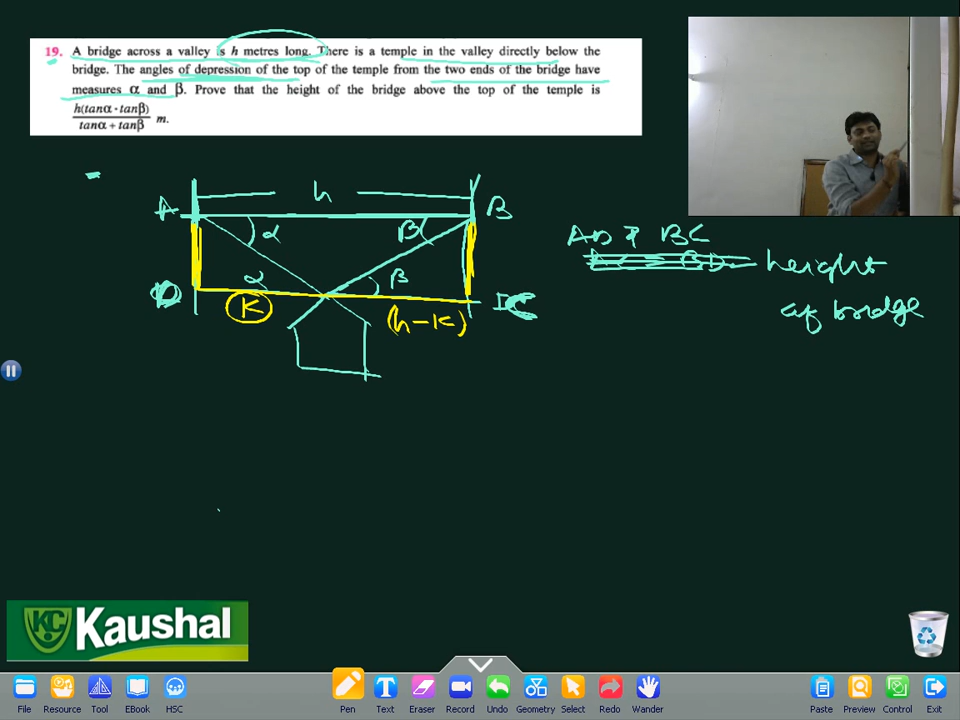 19. A bridge across a valley is h metres long. There is a temple in the valley directly below the
bridge. The angles of depression of the top of the temple from the two ends of the bridge have
measures α and β. Prove that the height of the bridge above the top of the temple is
h(tanα · tanβ)
tanα + tanβ m.
h
A
B
α
β
α
β
D
C
K
(h-K)
AD = BC
height
of bridge
KC
Kaushal
File
Resource
Tool
EBook
HSC
Pen
Text
Eraser
Record
Undo
Geometry
Select
Redo
Wander
Paste
Preview
Control
Exit